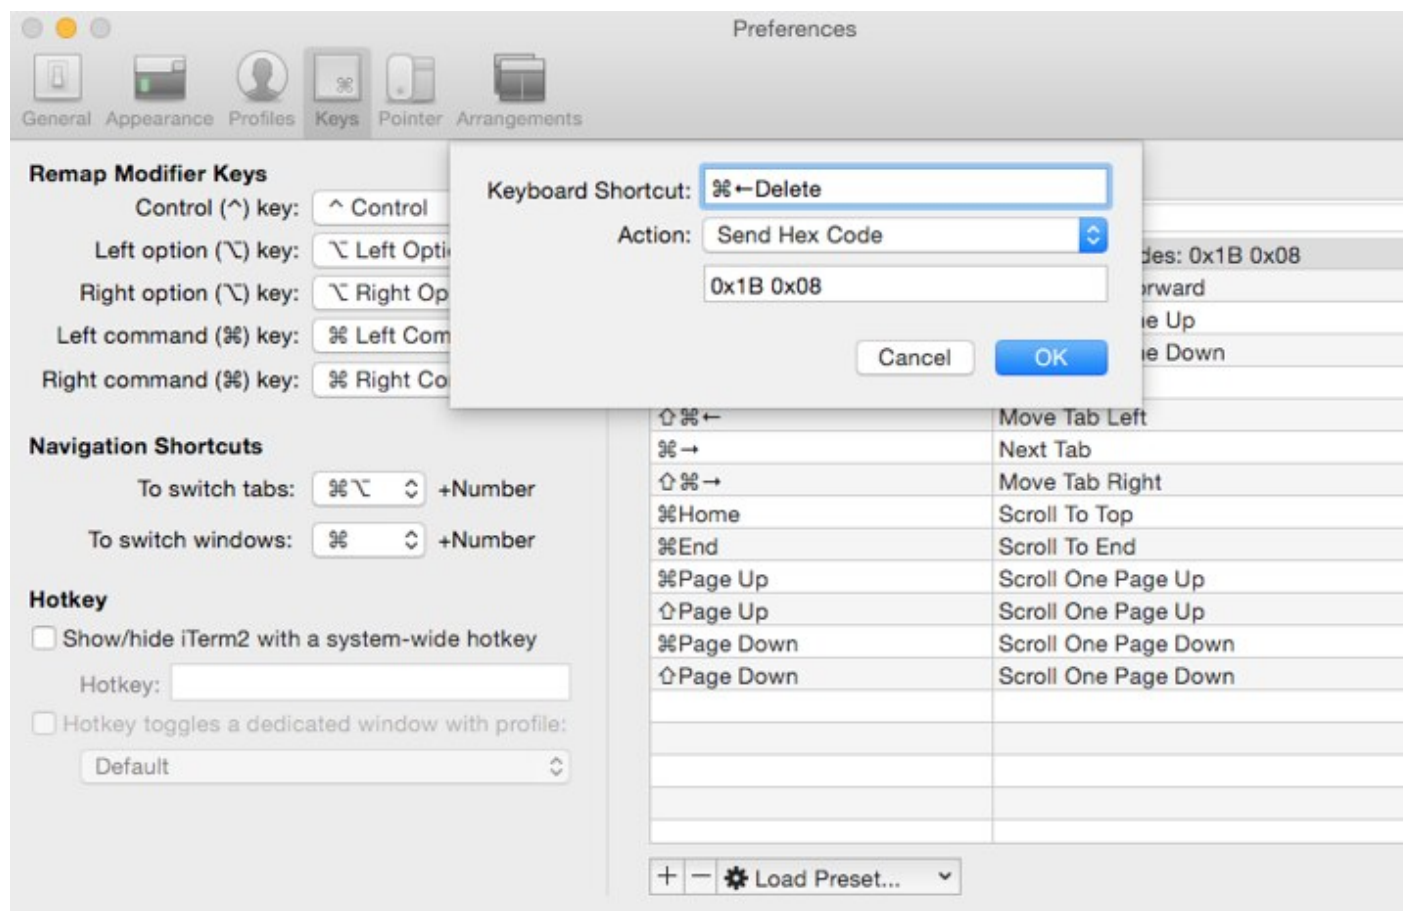 Preferences
General Appearance Profiles Keys Pointer Arrangements
Remap Modifier Keys
Control (^) key: ^ Control
Left option (⌥) key: ⌥ Left Opti
Right option (⌥) key: ⌥ Right Op
Left command (⌘) key: ⌘ Left Com
Right command (⌘) key: ⌘ Right Co
Navigation Shortcuts
To switch tabs: ⌘⌥ +Number
To switch windows: ⌘ +Number
Hotkey
Show/hide iTerm2 with a system-wide hotkey
Hotkey:
Hotkey toggles a dedicated window with profile:
Default
Keyboard Shortcut: ⌘←Delete
Action: Send Hex Code
0x1B 0x08
Cancel OK
des: 0x1B 0x08
rward
ne Up
ne Down
⇧⌘← Move Tab Left
⌘→ Next Tab
⇧⌘→ Move Tab Right
⌘Home Scroll To Top
⌘End Scroll To End
⌘Page Up Scroll One Page Up
⇧Page Up Scroll One Page Up
⌘Page Down Scroll One Page Down
⇧Page Down Scroll One Page Down
+ − Load Preset...